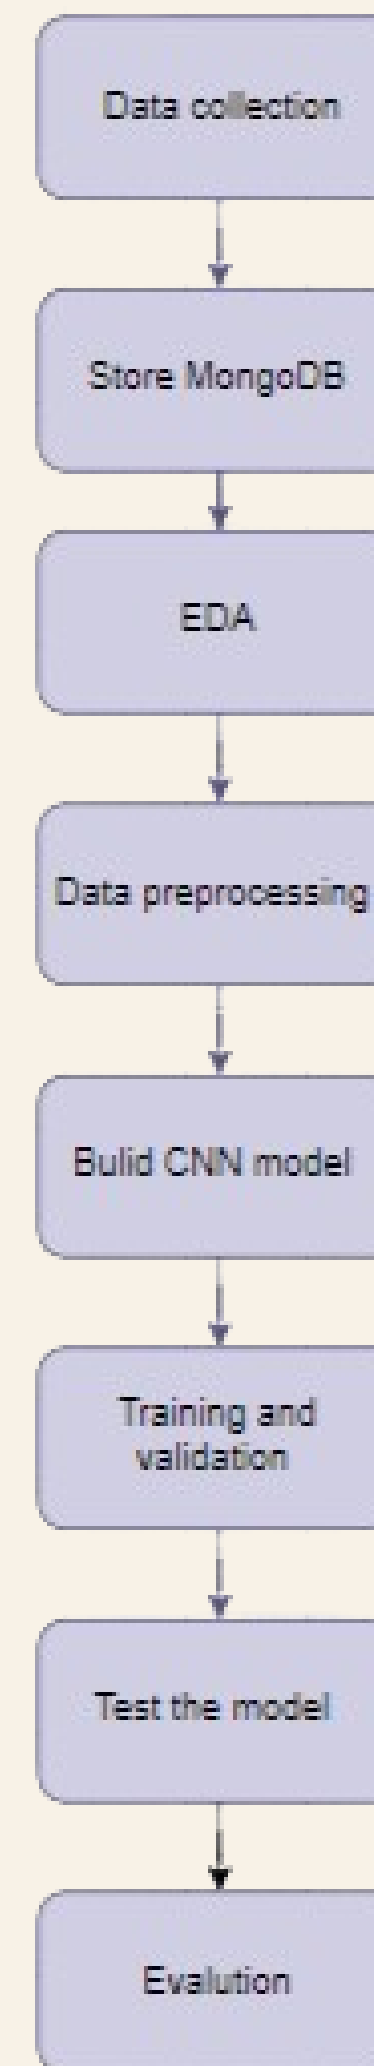 Data collection
Store MongoDB
EDA
Data preprocessing
Bulid CNN model
Training and
validation
Test the model
Evalution